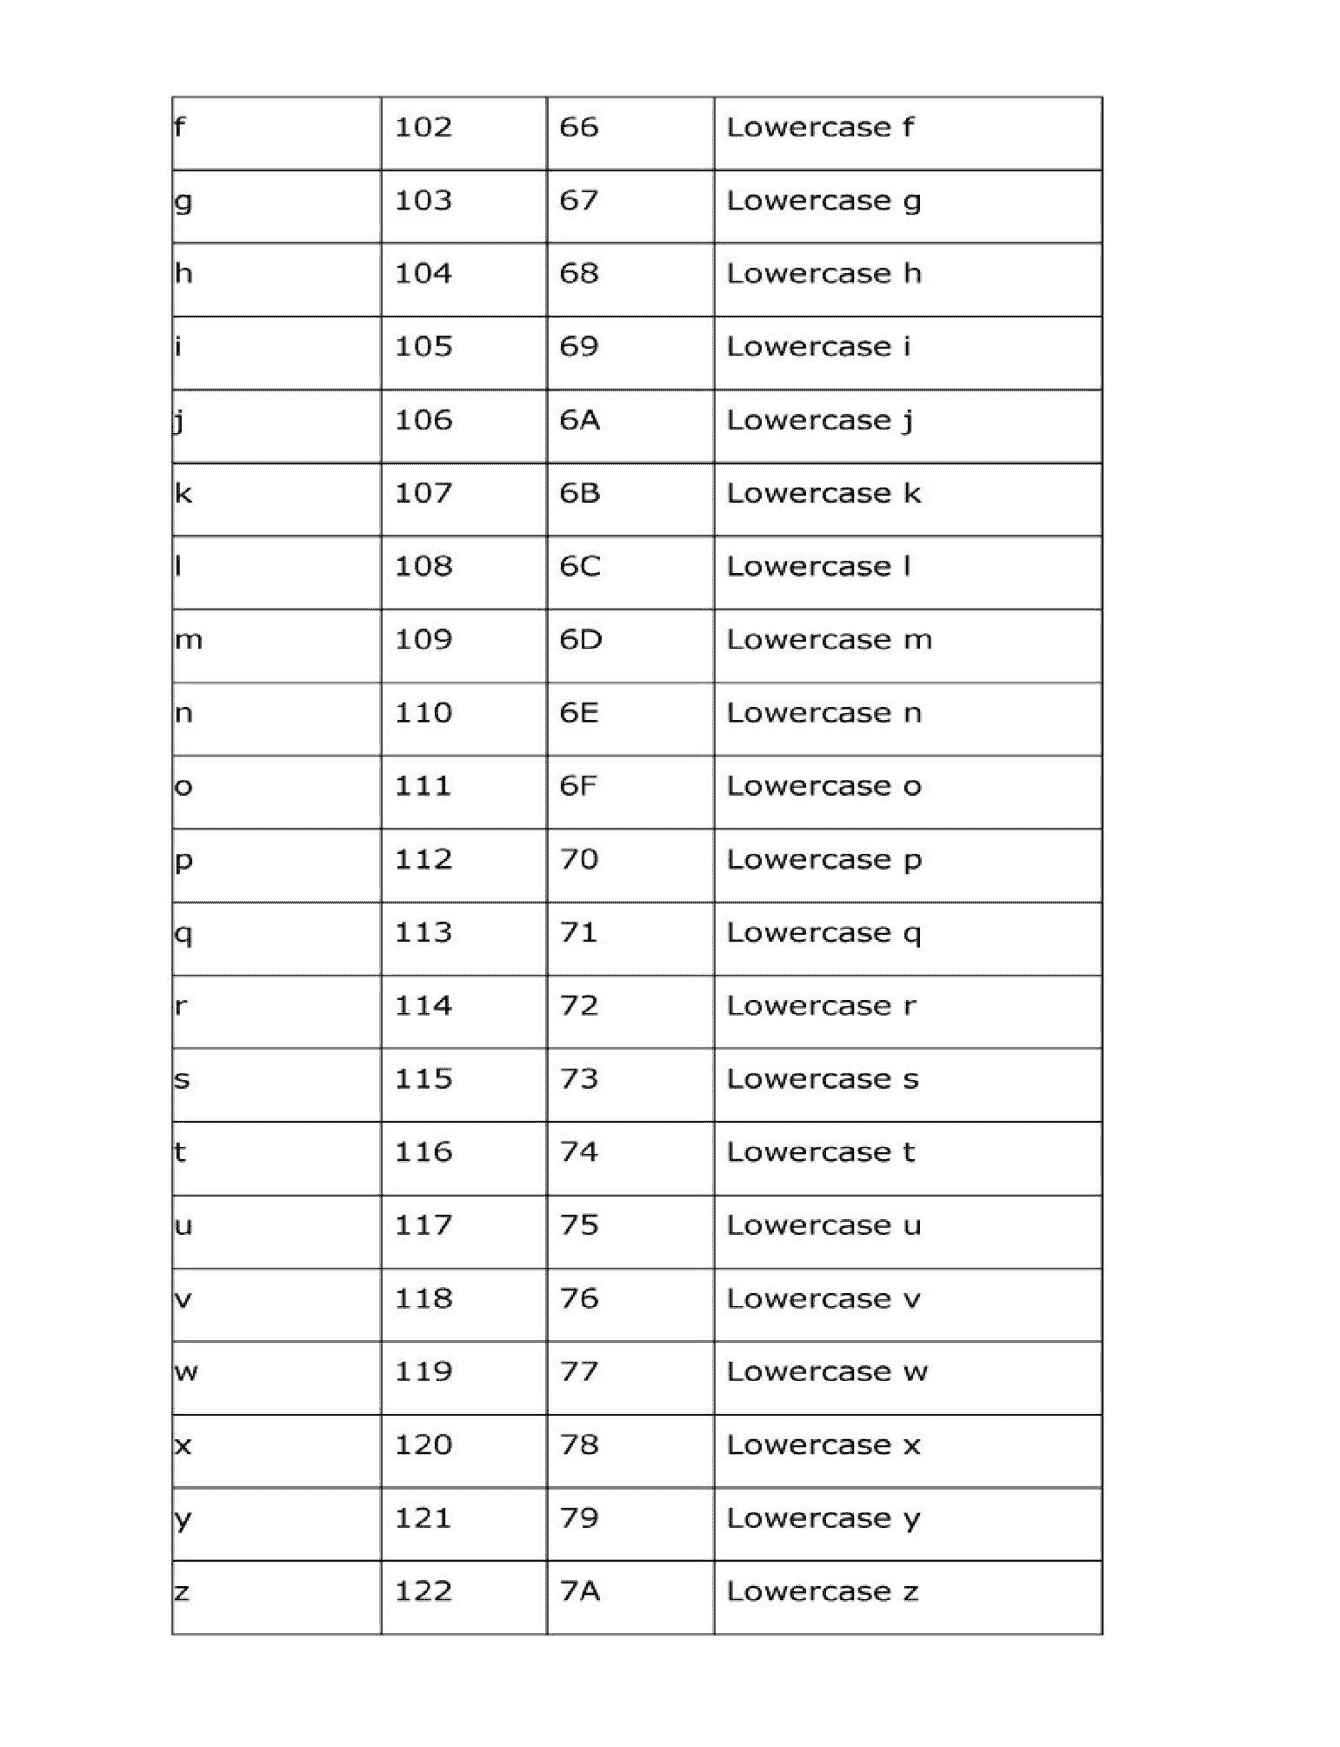 f 102 66 Lowercase f
g 103 67 Lowercase g
h 104 68 Lowercase h
i 105 69 Lowercase i
j 106 6A Lowercase j
k 107 6B Lowercase k
l 108 6C Lowercase l
m 109 6D Lowercase m
n 110 6E Lowercase n
o 111 6F Lowercase o
p 112 70 Lowercase p
q 113 71 Lowercase q
r 114 72 Lowercase r
s 115 73 Lowercase s
t 116 74 Lowercase t
u 117 75 Lowercase u
v 118 76 Lowercase v
w 119 77 Lowercase w
x 120 78 Lowercase x
y 121 79 Lowercase y
z 122 7A Lowercase z